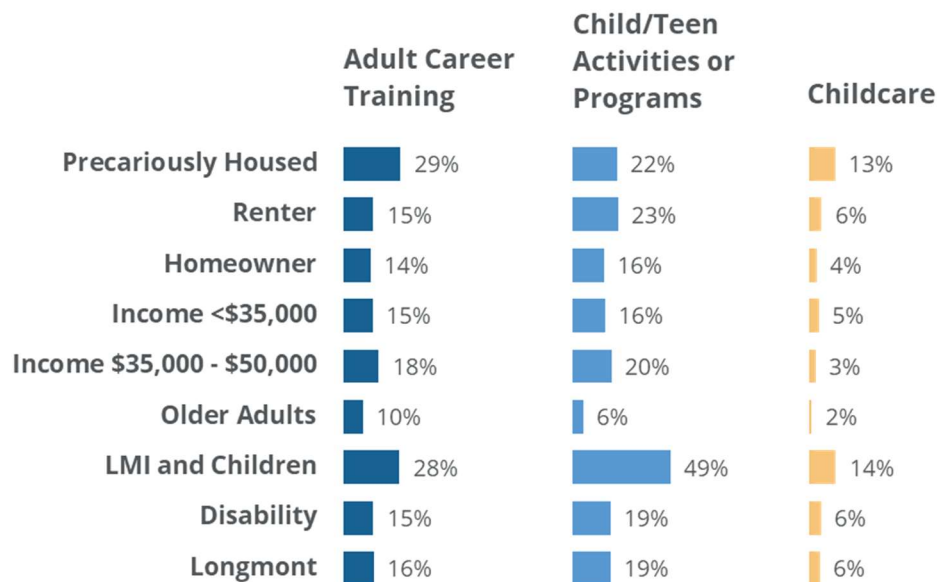 Adult Career
Training
Child/Teen
Activities or
Programs
Childcare
Precariously Housed 29% 22% 13%
Renter 15% 23% 6%
Homeowner 14% 16% 4%
Income <$35,000 15% 16% 5%
Income $35,000 - $50,000 18% 20% 3%
Older Adults 10% 6% 2%
LMI and Children 28% 49% 14%
Disability 15% 19% 6%
Longmont 16% 19% 6%